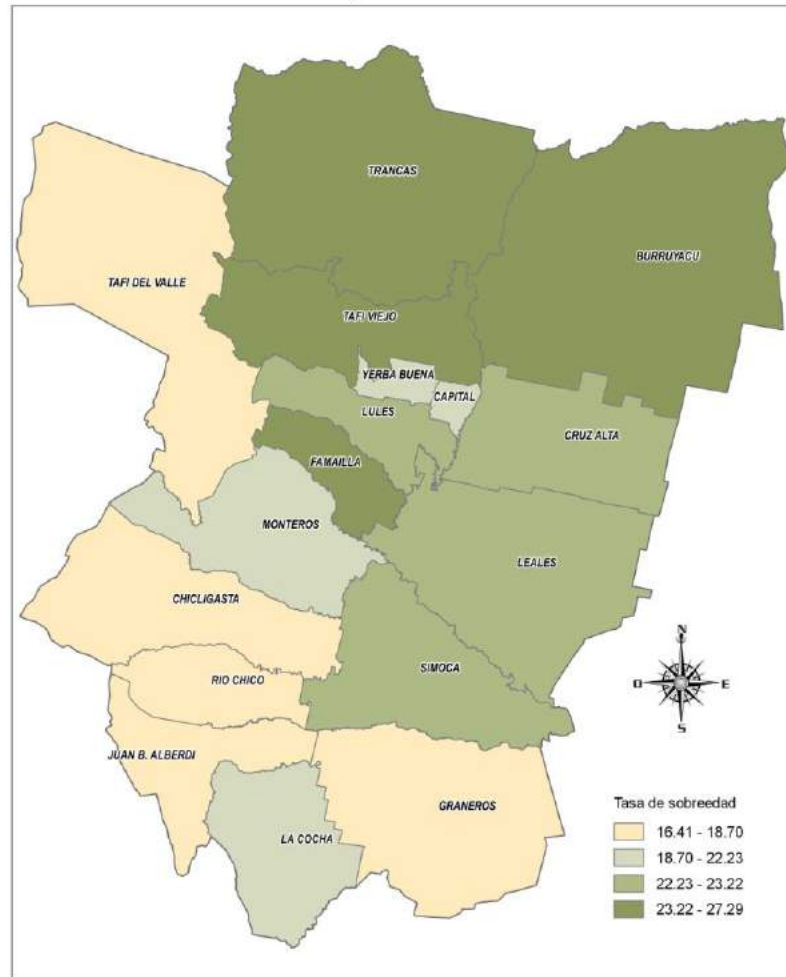 TRANCAS
BURRUYACU
TAFI DEL VALLE
TAFI VIEJO
YERBA BUENA
CAPITAL
LULES
CRUZ ALTA
FAMAILLA
MONTEROS
LEALES
CHICLIGASTA
N
RIO CHICO
SIMOCA
O
E
S
JUAN B. ALBERDI
GRANEROS
LA COCHA
Tasa de sobreedad
16.41 - 18.70
18.70 - 22.23
22.23 - 23.22
23.22 - 27.29